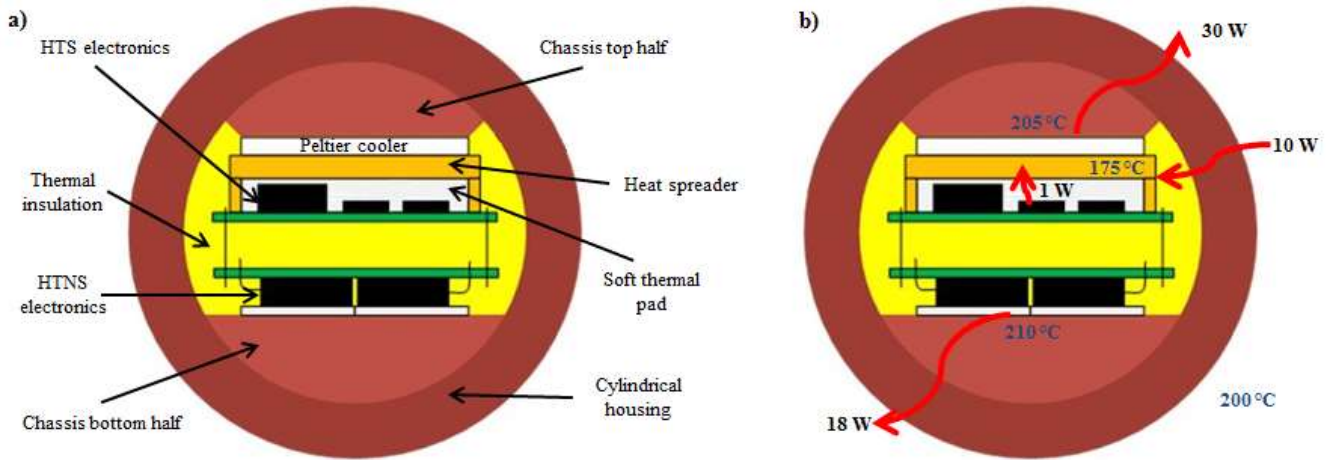 a)
HTS electronics
Chassis top half
Peltier cooler
Thermal
insulation
Heat spreader
HTNS
electronics
Soft thermal
pad
Chassis bottom half
Cylindrical
housing
b)
30 W
205°C
10 W
175°C
1 W
210°C
200°C
18 W